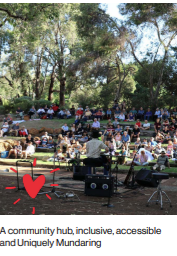 A community hub, inclusive, accessible
and Uniquely Mundaring